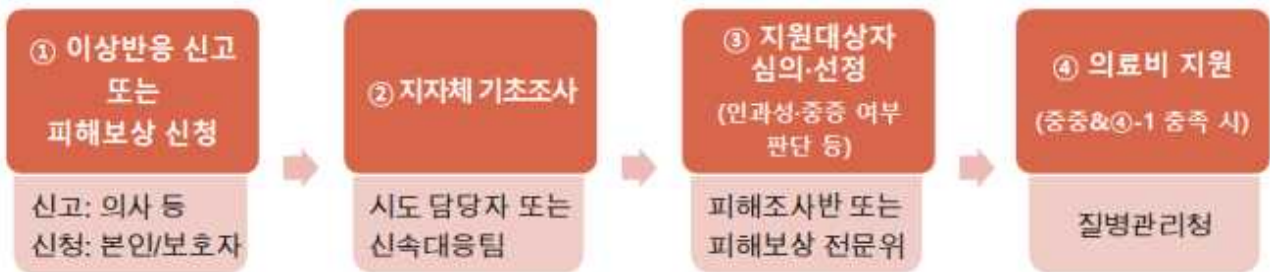 ① 이상반응 신고
또는
피해보상 신청
신고: 의사 등
신청: 본인/보호자
② 지자체 기초조사
시도 담당자 또는
신속대응팀
③ 지원대상자
심의·선정
(인과성·중증 여부
판단 등)
피해조사반 또는
피해보상 전문위
④ 의료비 지원
(중증&④-1 충족 시)
질병관리청